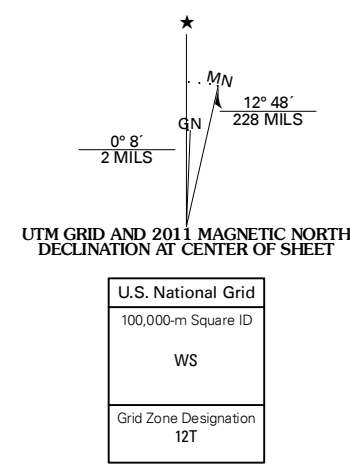 MN
12° 48´
228 MILS
GN
0° 8´
2 MILS
UTM GRID AND 2011 MAGNETIC NORTH
DECLINATION AT CENTER OF SHEET
U.S. National Grid
100,000-m Square ID
WS
Grid Zone Designation
12T